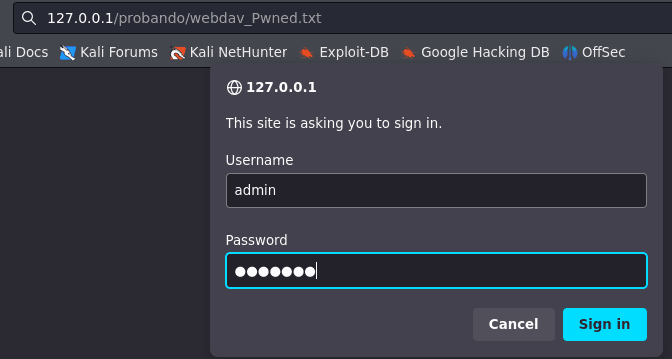 127.0.0.1/probando/webdav_Pwned.txt
ali Docs Kali Forums Kali NetHunter Exploit-DB Google Hacking DB OffSec
127.0.0.1
This site is asking you to sign in.
Username
admin
Password
●●●●●●●
Cancel Sign in